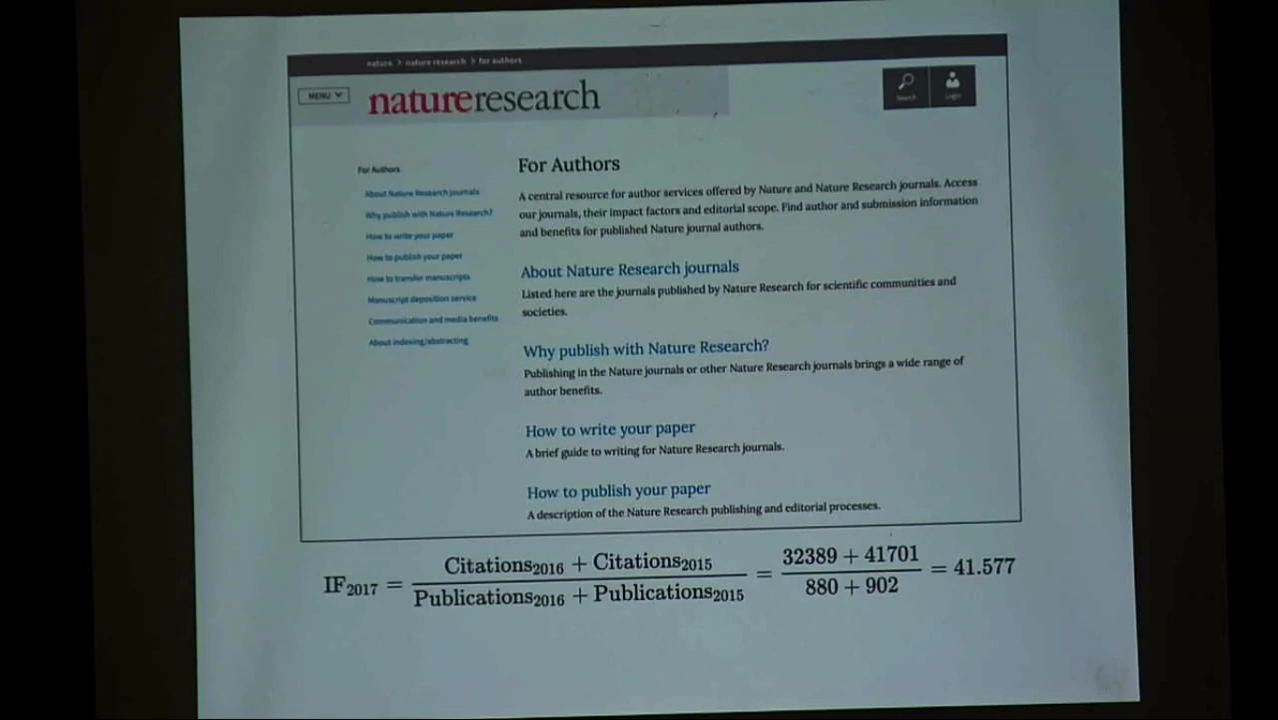 nature > nature research > for authors
MENU
natureresearch
Search
Login
For Authors
About Nature Research journals
Why publish with Nature Research?
How to write your paper
How to publish your paper
How to transfer manuscripts
Manuscript deposition service
Communication and media benefits
About indexing/abstracting
For Authors
A central resource for author services offered by Nature and Nature Research journals. Access
our journals, their impact factors and editorial scope. Find author and submission information
and benefits for published Nature journal authors.
About Nature Research journals
Listed here are the journals published by Nature Research for scientific communities and
societies.
Why publish with Nature Research?
Publishing in the Nature journals or other Nature Research journals brings a wide range of
author benefits.
How to write your paper
A brief guide to writing for Nature Research journals.
How to publish your paper
A description of the Nature Research publishing and editorial processes.
IF₂₀₁₇ = (Citations₂₀₁₆ + Citations₂₀₁₅) / (Publications₂₀₁₆ + Publications₂₀₁₅) = (32389 + 41701) / (880 + 902) = 41.577